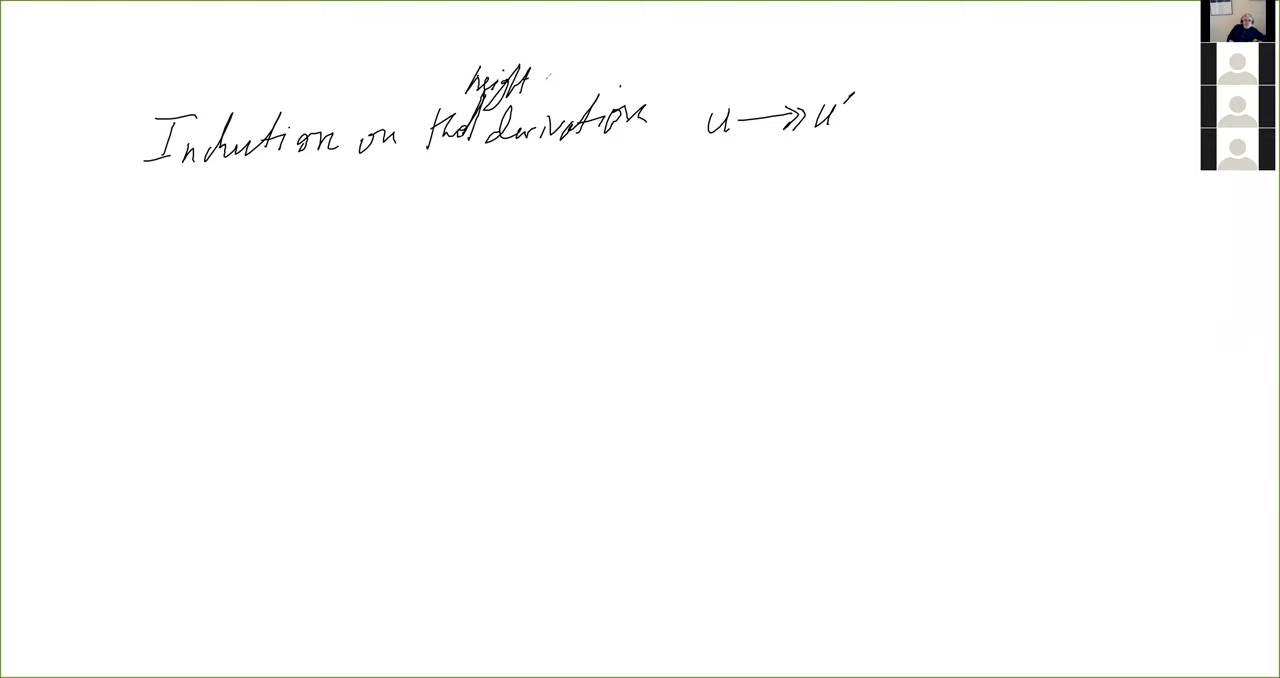 height
Induction on the derivation u ↠ u′